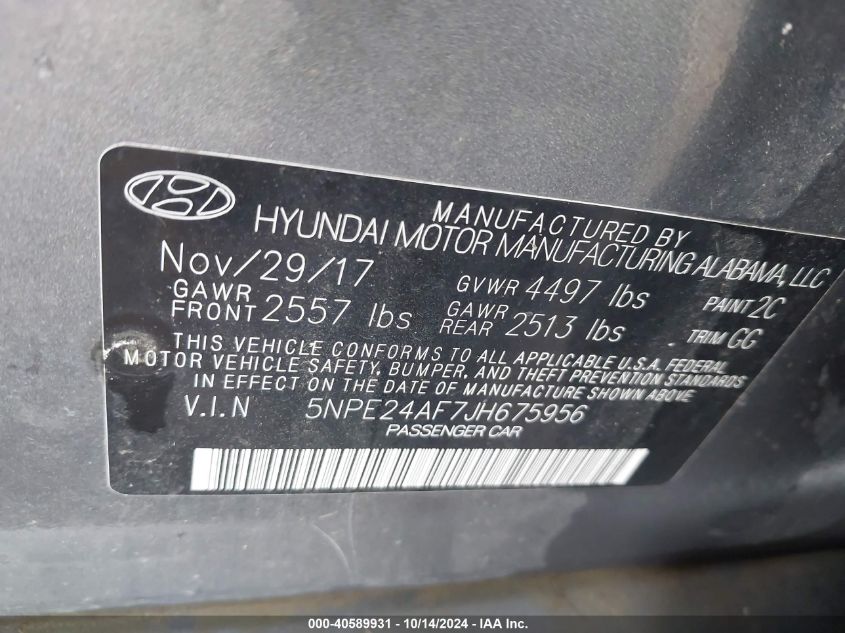 MANUFACTURED BY
HYUNDAI MOTOR MANUFACTURING ALABAMA, LLC
Nov/29/17 GVWR 4497 lbs PAINT 2C
GAWR FRONT 2557 lbs GAWR REAR 2513 lbs TRIM GG
THIS VEHICLE CONFORMS TO ALL APPLICABLE U.S.A. FEDERAL
MOTOR VEHICLE SAFETY, BUMPER, AND THEFT PREVENTION STANDARDS
IN EFFECT ON THE DATE OF MANUFACTURE SHOWN ABOVE.
V.I.N 5NPE24AF7JH675956
PASSENGER CAR
000-40589931 - 10/14/2024 - IAA Inc.